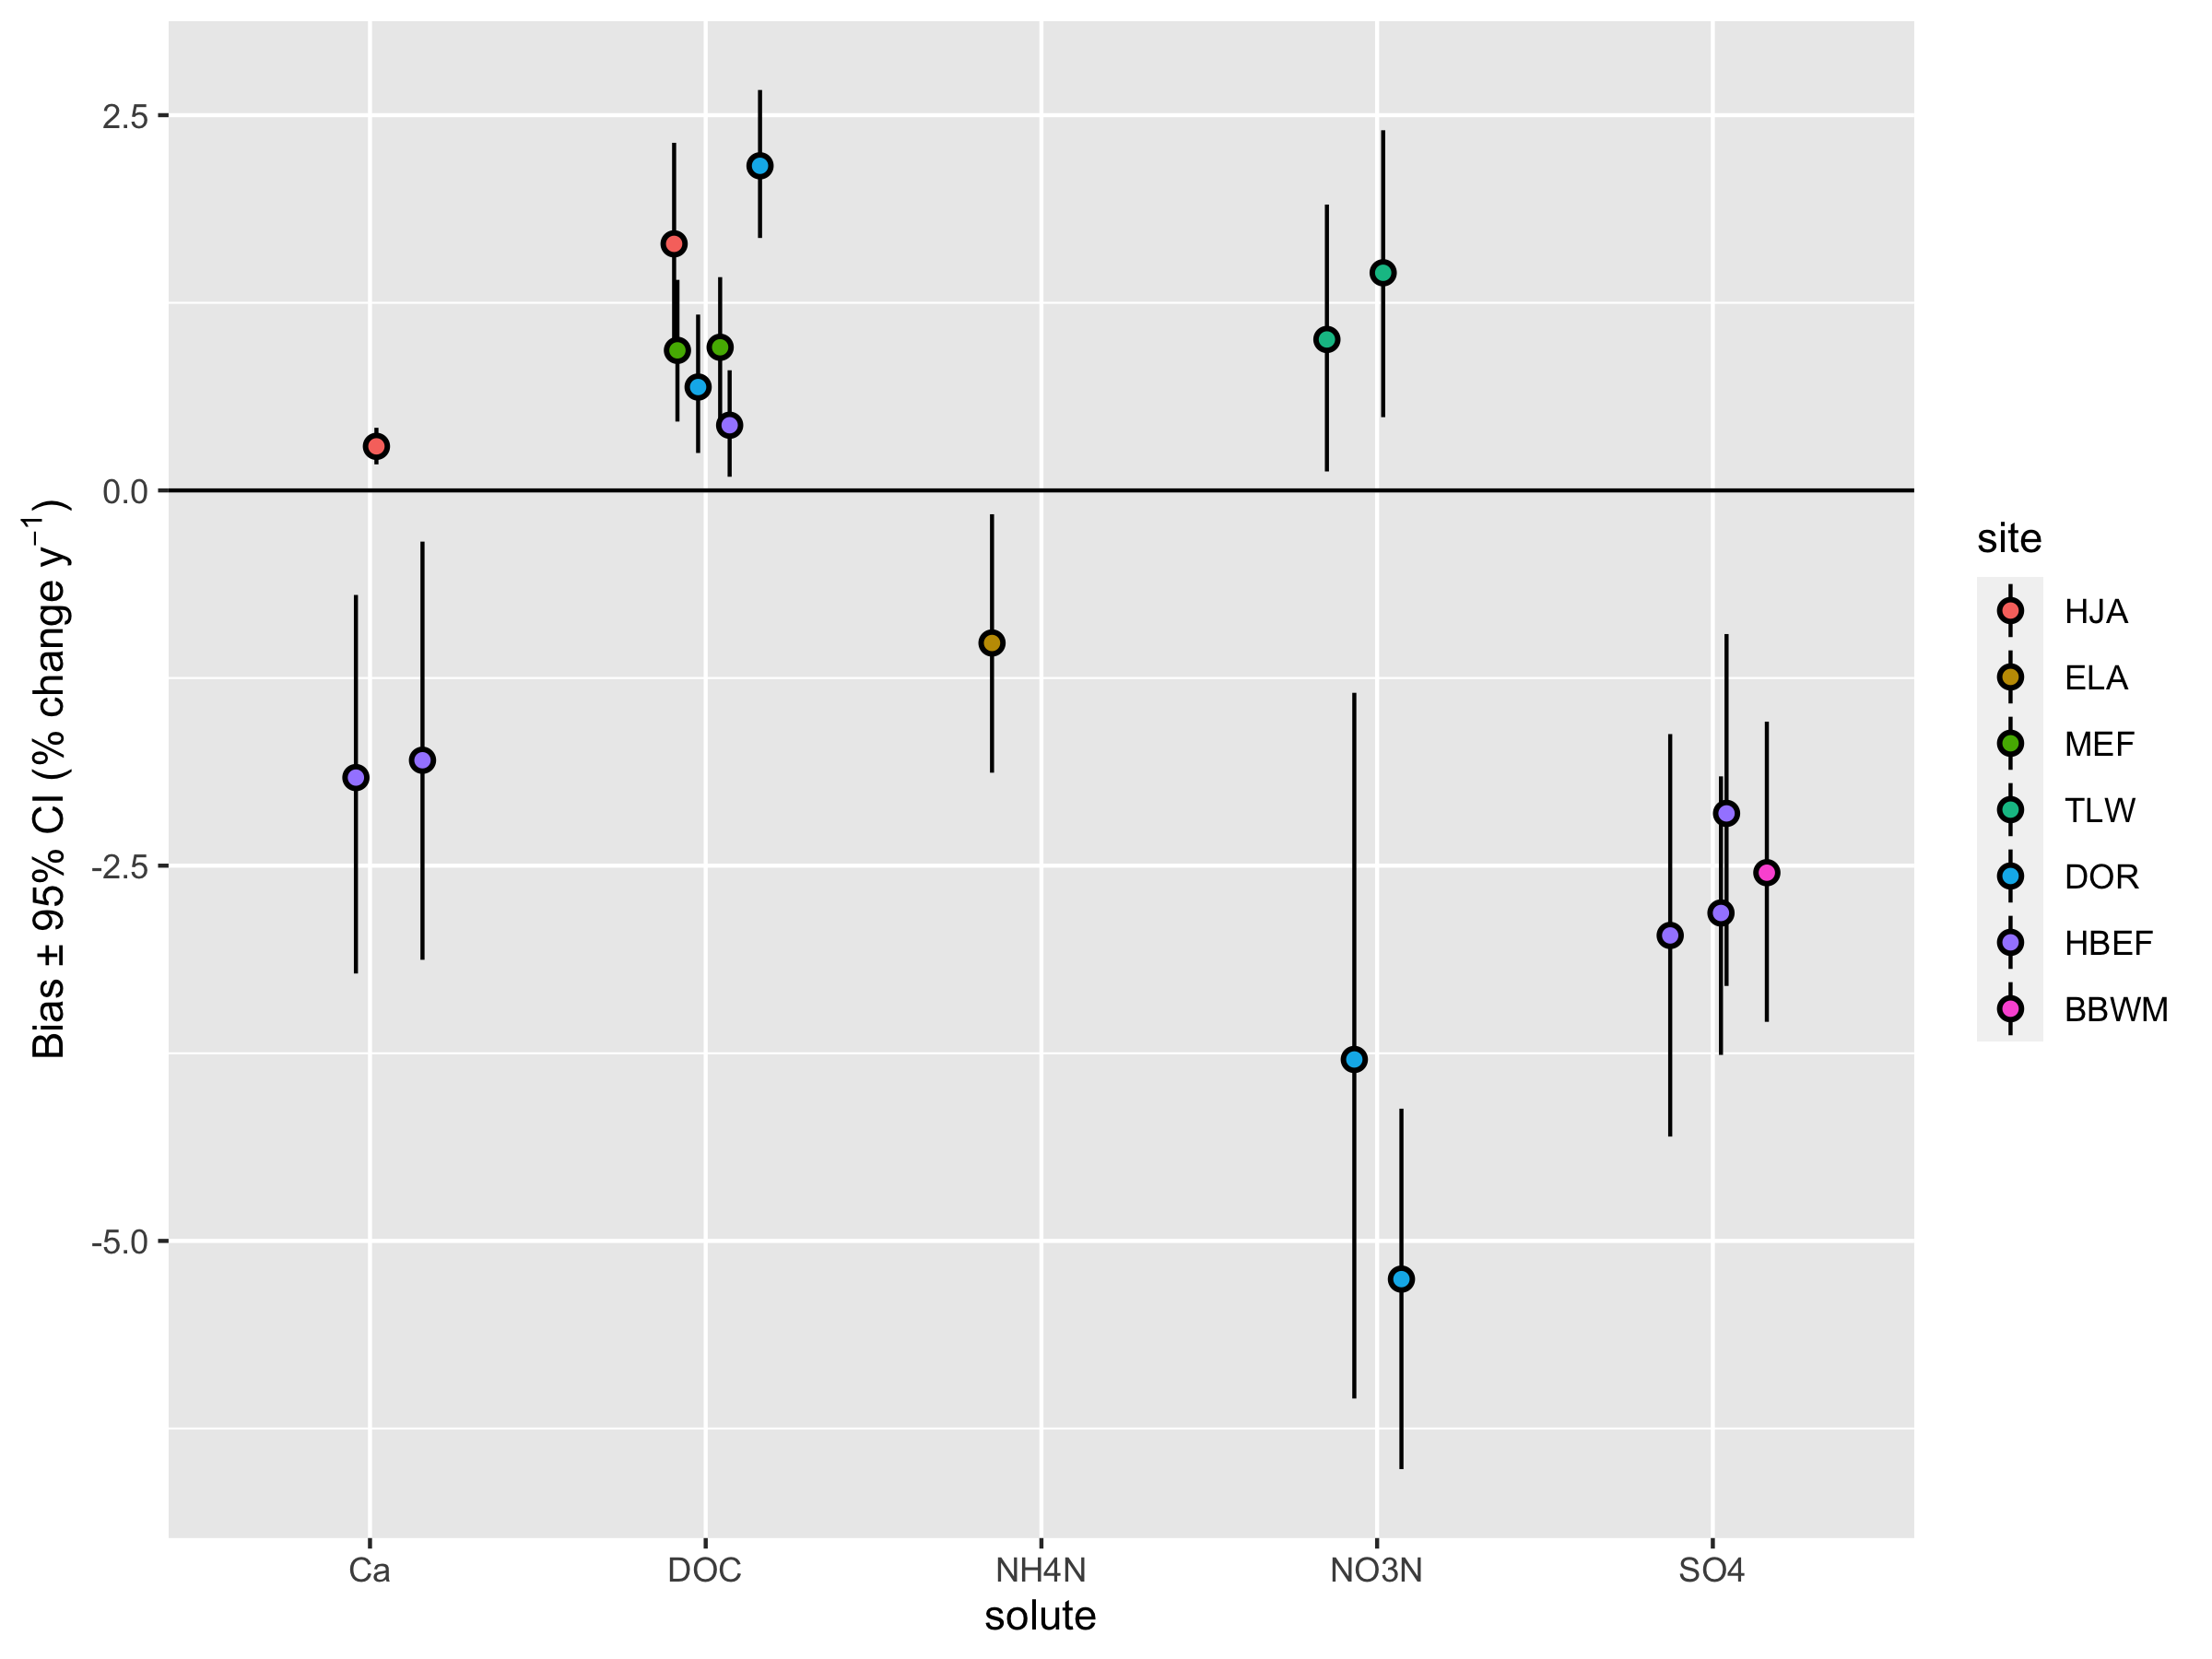 Bias ± 95% CI (% change y⁻¹)
2.5
0.0
-2.5
-5.0
Ca
DOC
NH4N
NO3N
SO4
solute
site
HJA
ELA
MEF
TLW
DOR
HBEF
BBWM